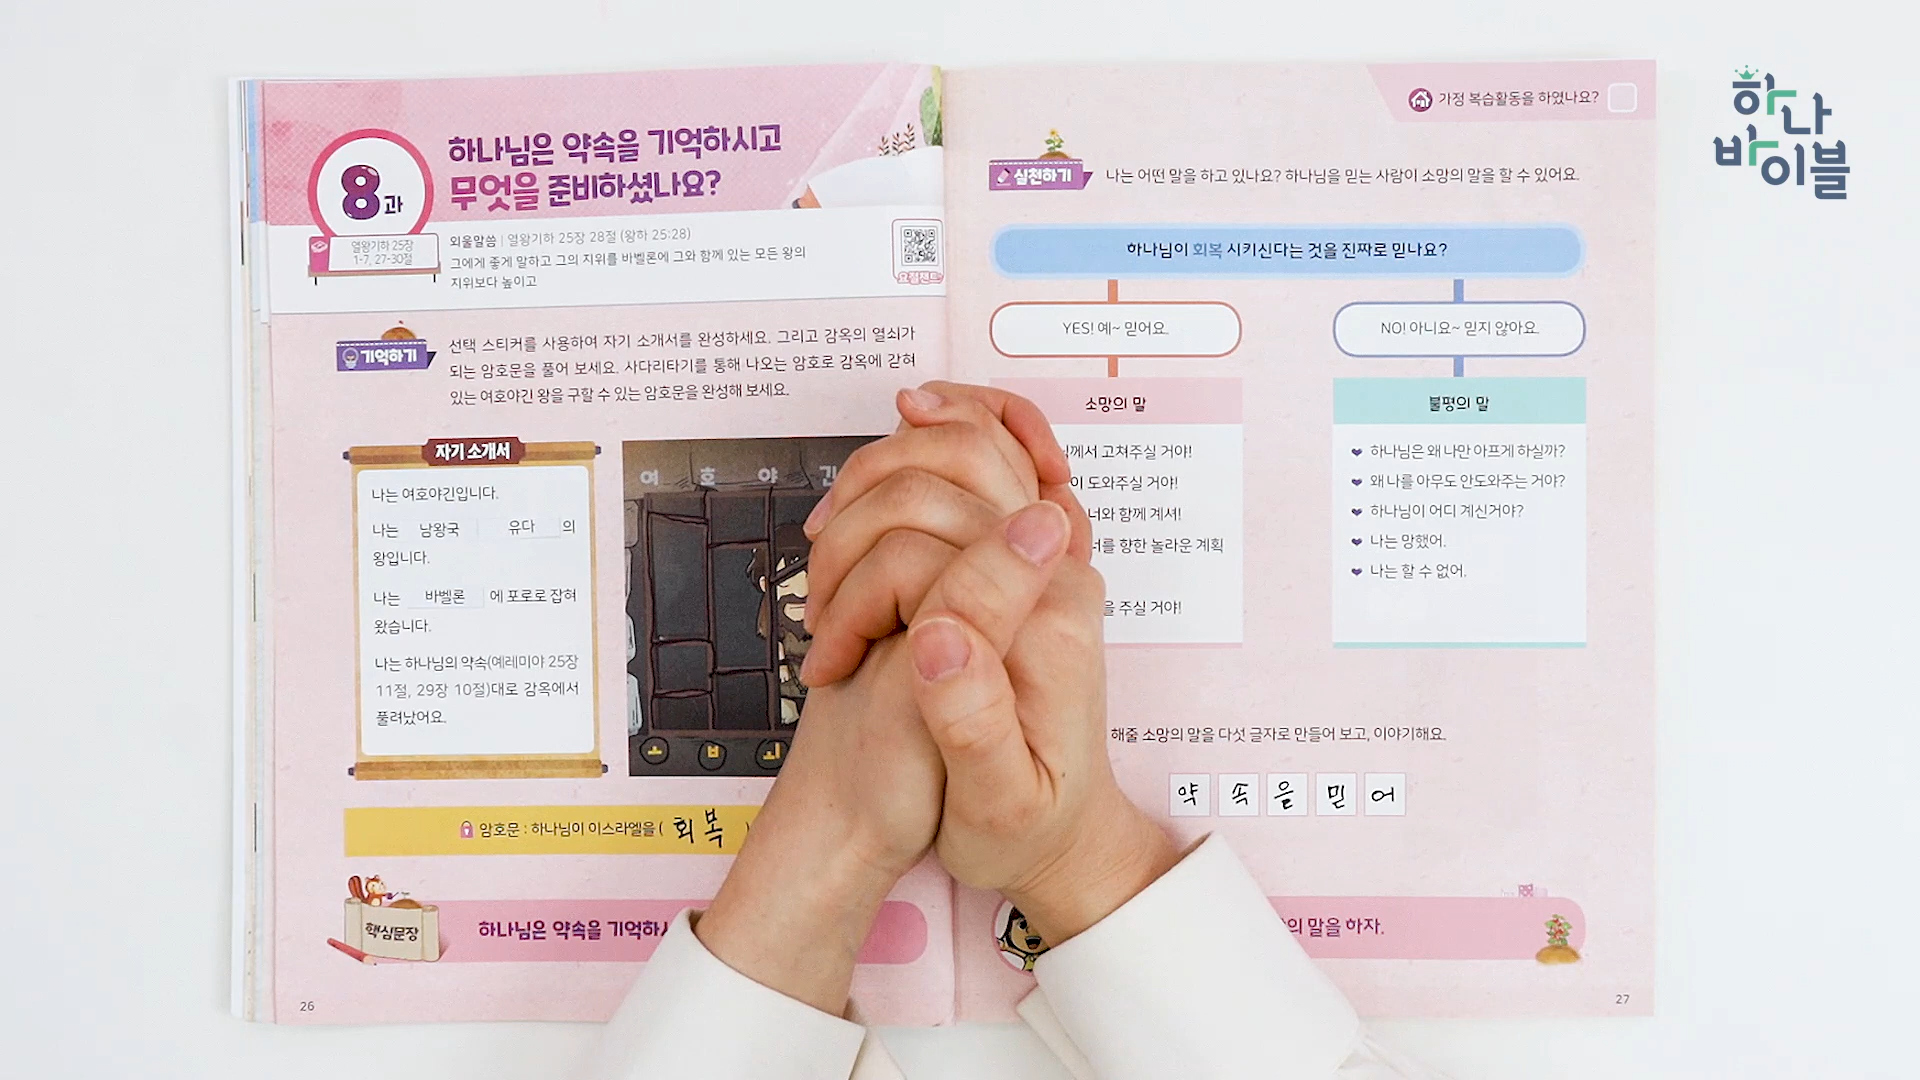 하나
바이블
8과
하나님은 약속을 기억하시고
무엇을 준비하셨나요?
열왕기하 25장
1-7, 27-30절
외울말씀 | 열왕기하 25장 28절 (왕하 25:28)
그에게 좋게 말하고 그의 지위를 바벨론에 그와 함께 있는 모든 왕의
지위보다 높이고
기억하기
선택 스티커를 사용하여 자기 소개서를 완성하세요. 그리고 감옥의 열쇠가
되는 암호문을 풀어 보세요. 사다리타기를 통해 나오는 암호로 감옥에 갇혀
있는 여호야긴 왕을 구할 수 있는 암호문을 완성해 보세요.
자기 소개서
나는 여호야긴입니다.
나는 남왕국 유다 의
왕입니다.
나는 바벨론 에 포로로 잡혀
왔습니다.
나는 하나님의 약속(예레미야 25장
11절, 29장 10절)대로 감옥에서
풀려났어요.
여 호 야 긴
암호문 : 하나님이 이스라엘을 ( 회복 )
핵심문장
하나님은 약속을 기억하시
26
가정 복습활동을 하였나요?
실천하기
나는 어떤 말을 하고 있나요? 하나님을 믿는 사람이 소망의 말을 할 수 있어요.
하나님이 회복 시키신다는 것을 진짜로 믿나요?
YES! 예~ 믿어요.
소망의 말
께서 고쳐주실 거야!
이 도와주실 거야!
너와 함께 계셔!
너를 향한 놀라운 계획
을 주실 거야!
NO! 아니요~ 믿지 않아요.
불평의 말
하나님은 왜 나만 아프게 하실까?
왜 나를 아무도 안도와주는 거야?
하나님이 어디 계신거야?
나는 망했어.
나는 할 수 없어.
해줄 소망의 말을 다섯 글자로 만들어 보고, 이야기해요.
약 속 을 믿 어
의 말을 하자.
27